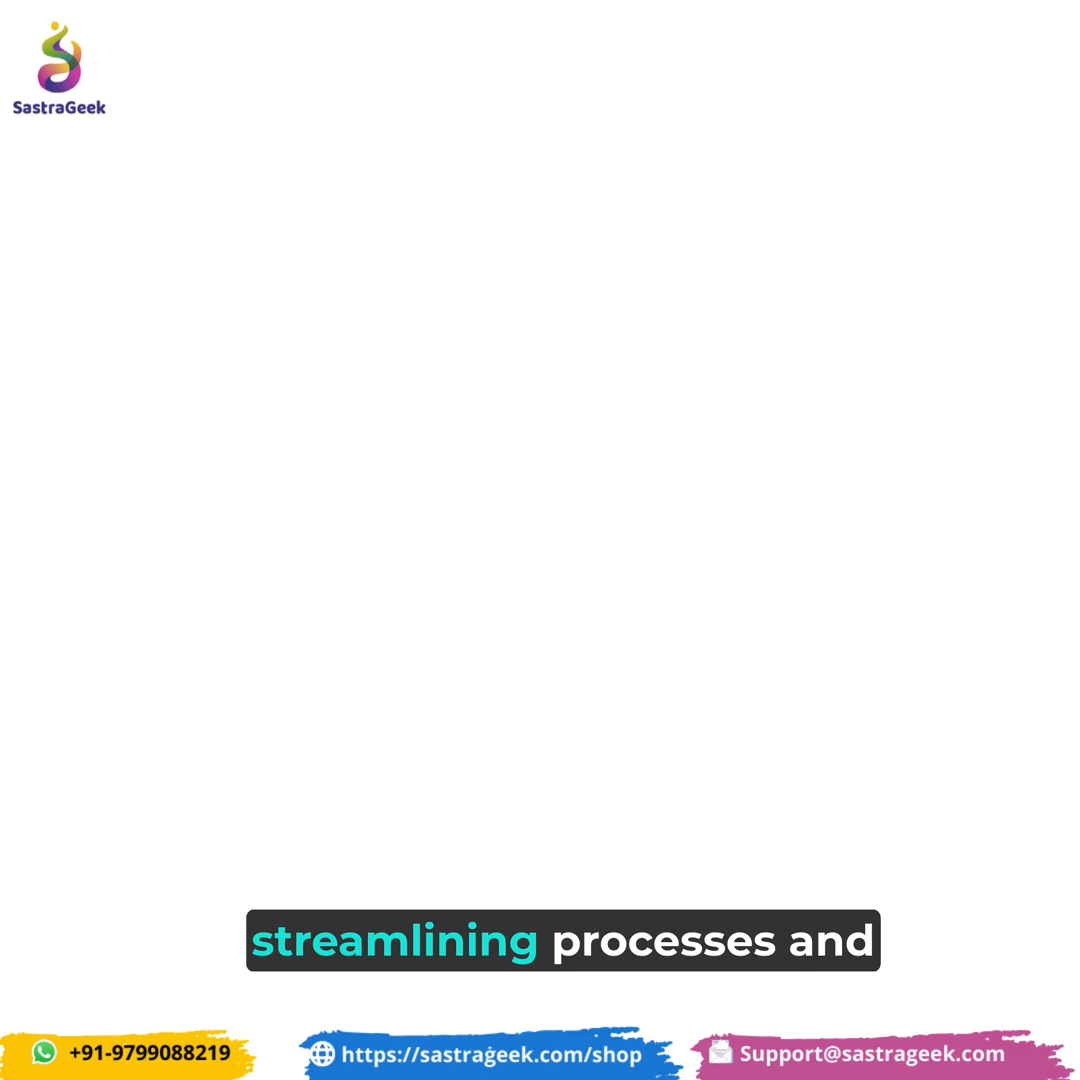 SastraGeek
streamlining processes and
+91-9799088219
https://sastrageek.com/shop
Support@sastrageek.com